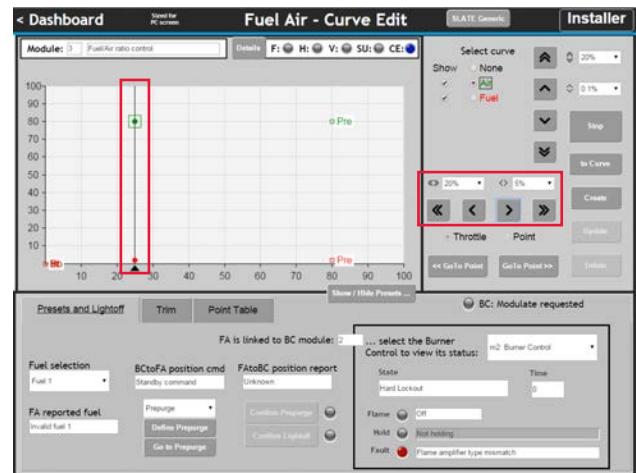 < Dashboard
Sized for
PC screen
Fuel Air - Curve Edit
SLATE Generic
Installer
Module: 3 Fuel/Air ratio control
Details F: H: V: SU: CE:
Select curve
Show None
Air
Fuel
20%
0.1%
Stop
to Curve
Create
Update
Delete
20% 5%
Throttle Point
<< GoTo Point GoTo Point >>
100
90
80
70
60
50
40
30
20
10
Pre
Pre
10 20 30 40 50 60 70 80 90 100
Show / Hide Presets ...
Presets and Lightoff Trim Point Table
BC: Modulate requested
FA is linked to BC module: 2
Fuel selection
Fuel 1
FA reported fuel
Invalid fuel 1
BCtoFA position cmd
Standby command
Prepurge
Define Prepurge
Go to Prepurge
FAtoBC position report
Unknown
Confirm Prepurge
Confirm Lightoff
... select the Burner
Control to view its status:
m2: Burner Control
State Time
Hard Lockout 0
Flame Off
Hold Not holding
Fault Flame amplifier type mismatch